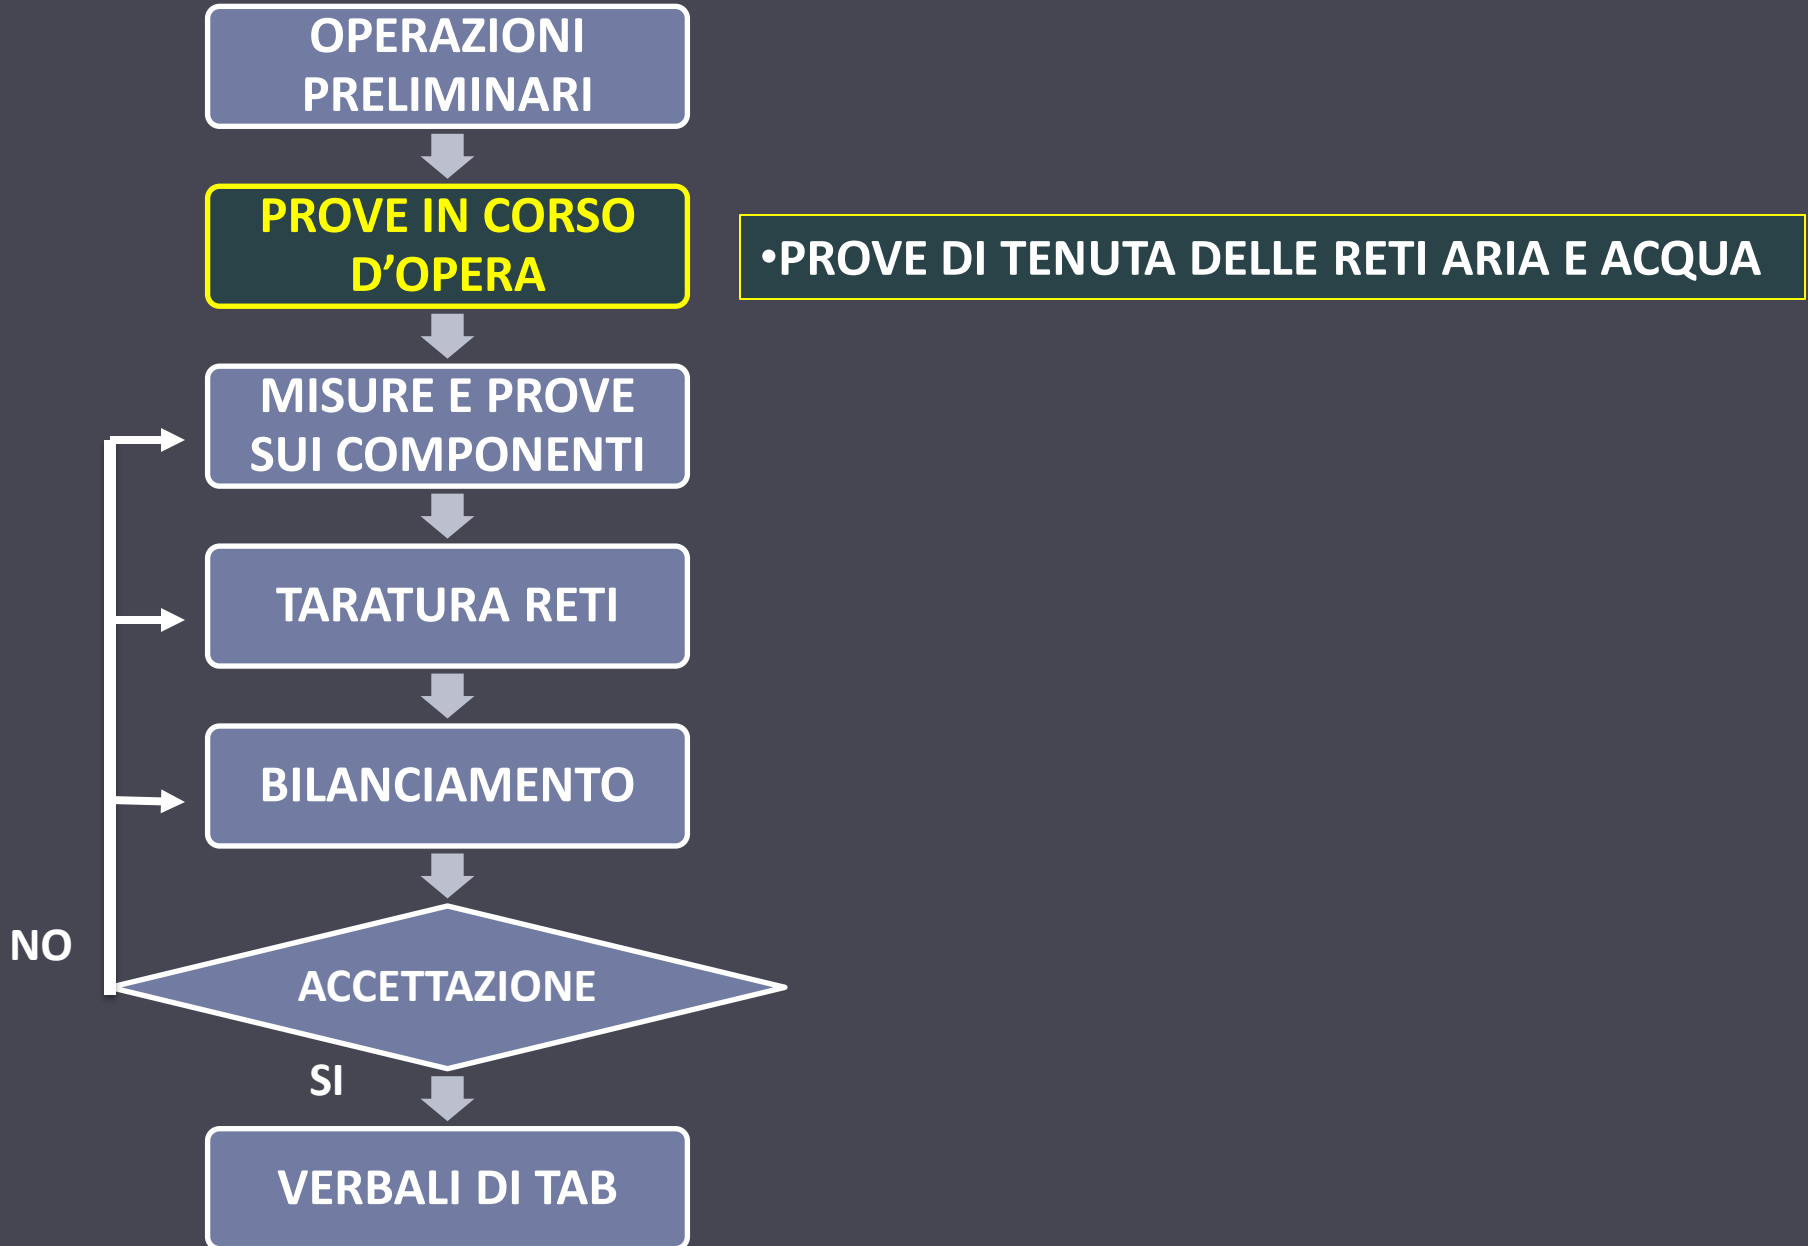 OPERAZIONI
PRELIMINARI
PROVE IN CORSO
D’OPERA
•PROVE DI TENUTA DELLE RETI ARIA E ACQUA
MISURE E PROVE
SUI COMPONENTI
TARATURA RETI
BILANCIAMENTO
NO
ACCETTAZIONE
SI
VERBALI DI TAB